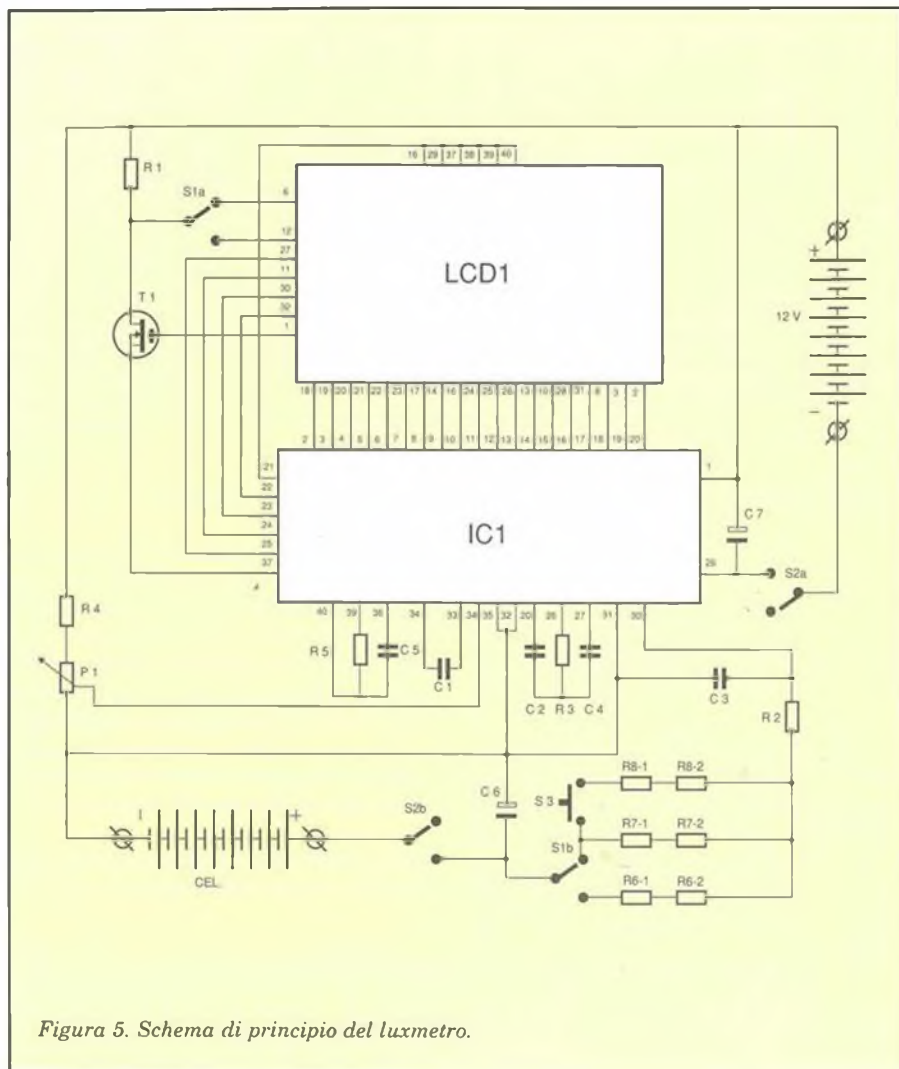 16 29 37 38 39 40
R1
S1a
6
12
27
11
30
32
1
LCD1
T1
+
12 V
−
18 19 20 21 22 23 17 14 16 24 25 26 13 10 28 31 8 3 2
2 3 4 5 6 7 8 9 10 11 12 13 14 15 16 17 18 19 20
21
22
23
24
25
37
1
IC1
C7
S2a
40 39 38 34 33 35 32 26 27 31 30
R4
P1
R5
C5
C1
C2 R3 C4
C3
R2
C6
S3
R8-1 R8-2
R7-1 R7-2
S1b
R6-1 R6-2
S2b
+
CEL.
Figura 5. Schema di principio del luxmetro.